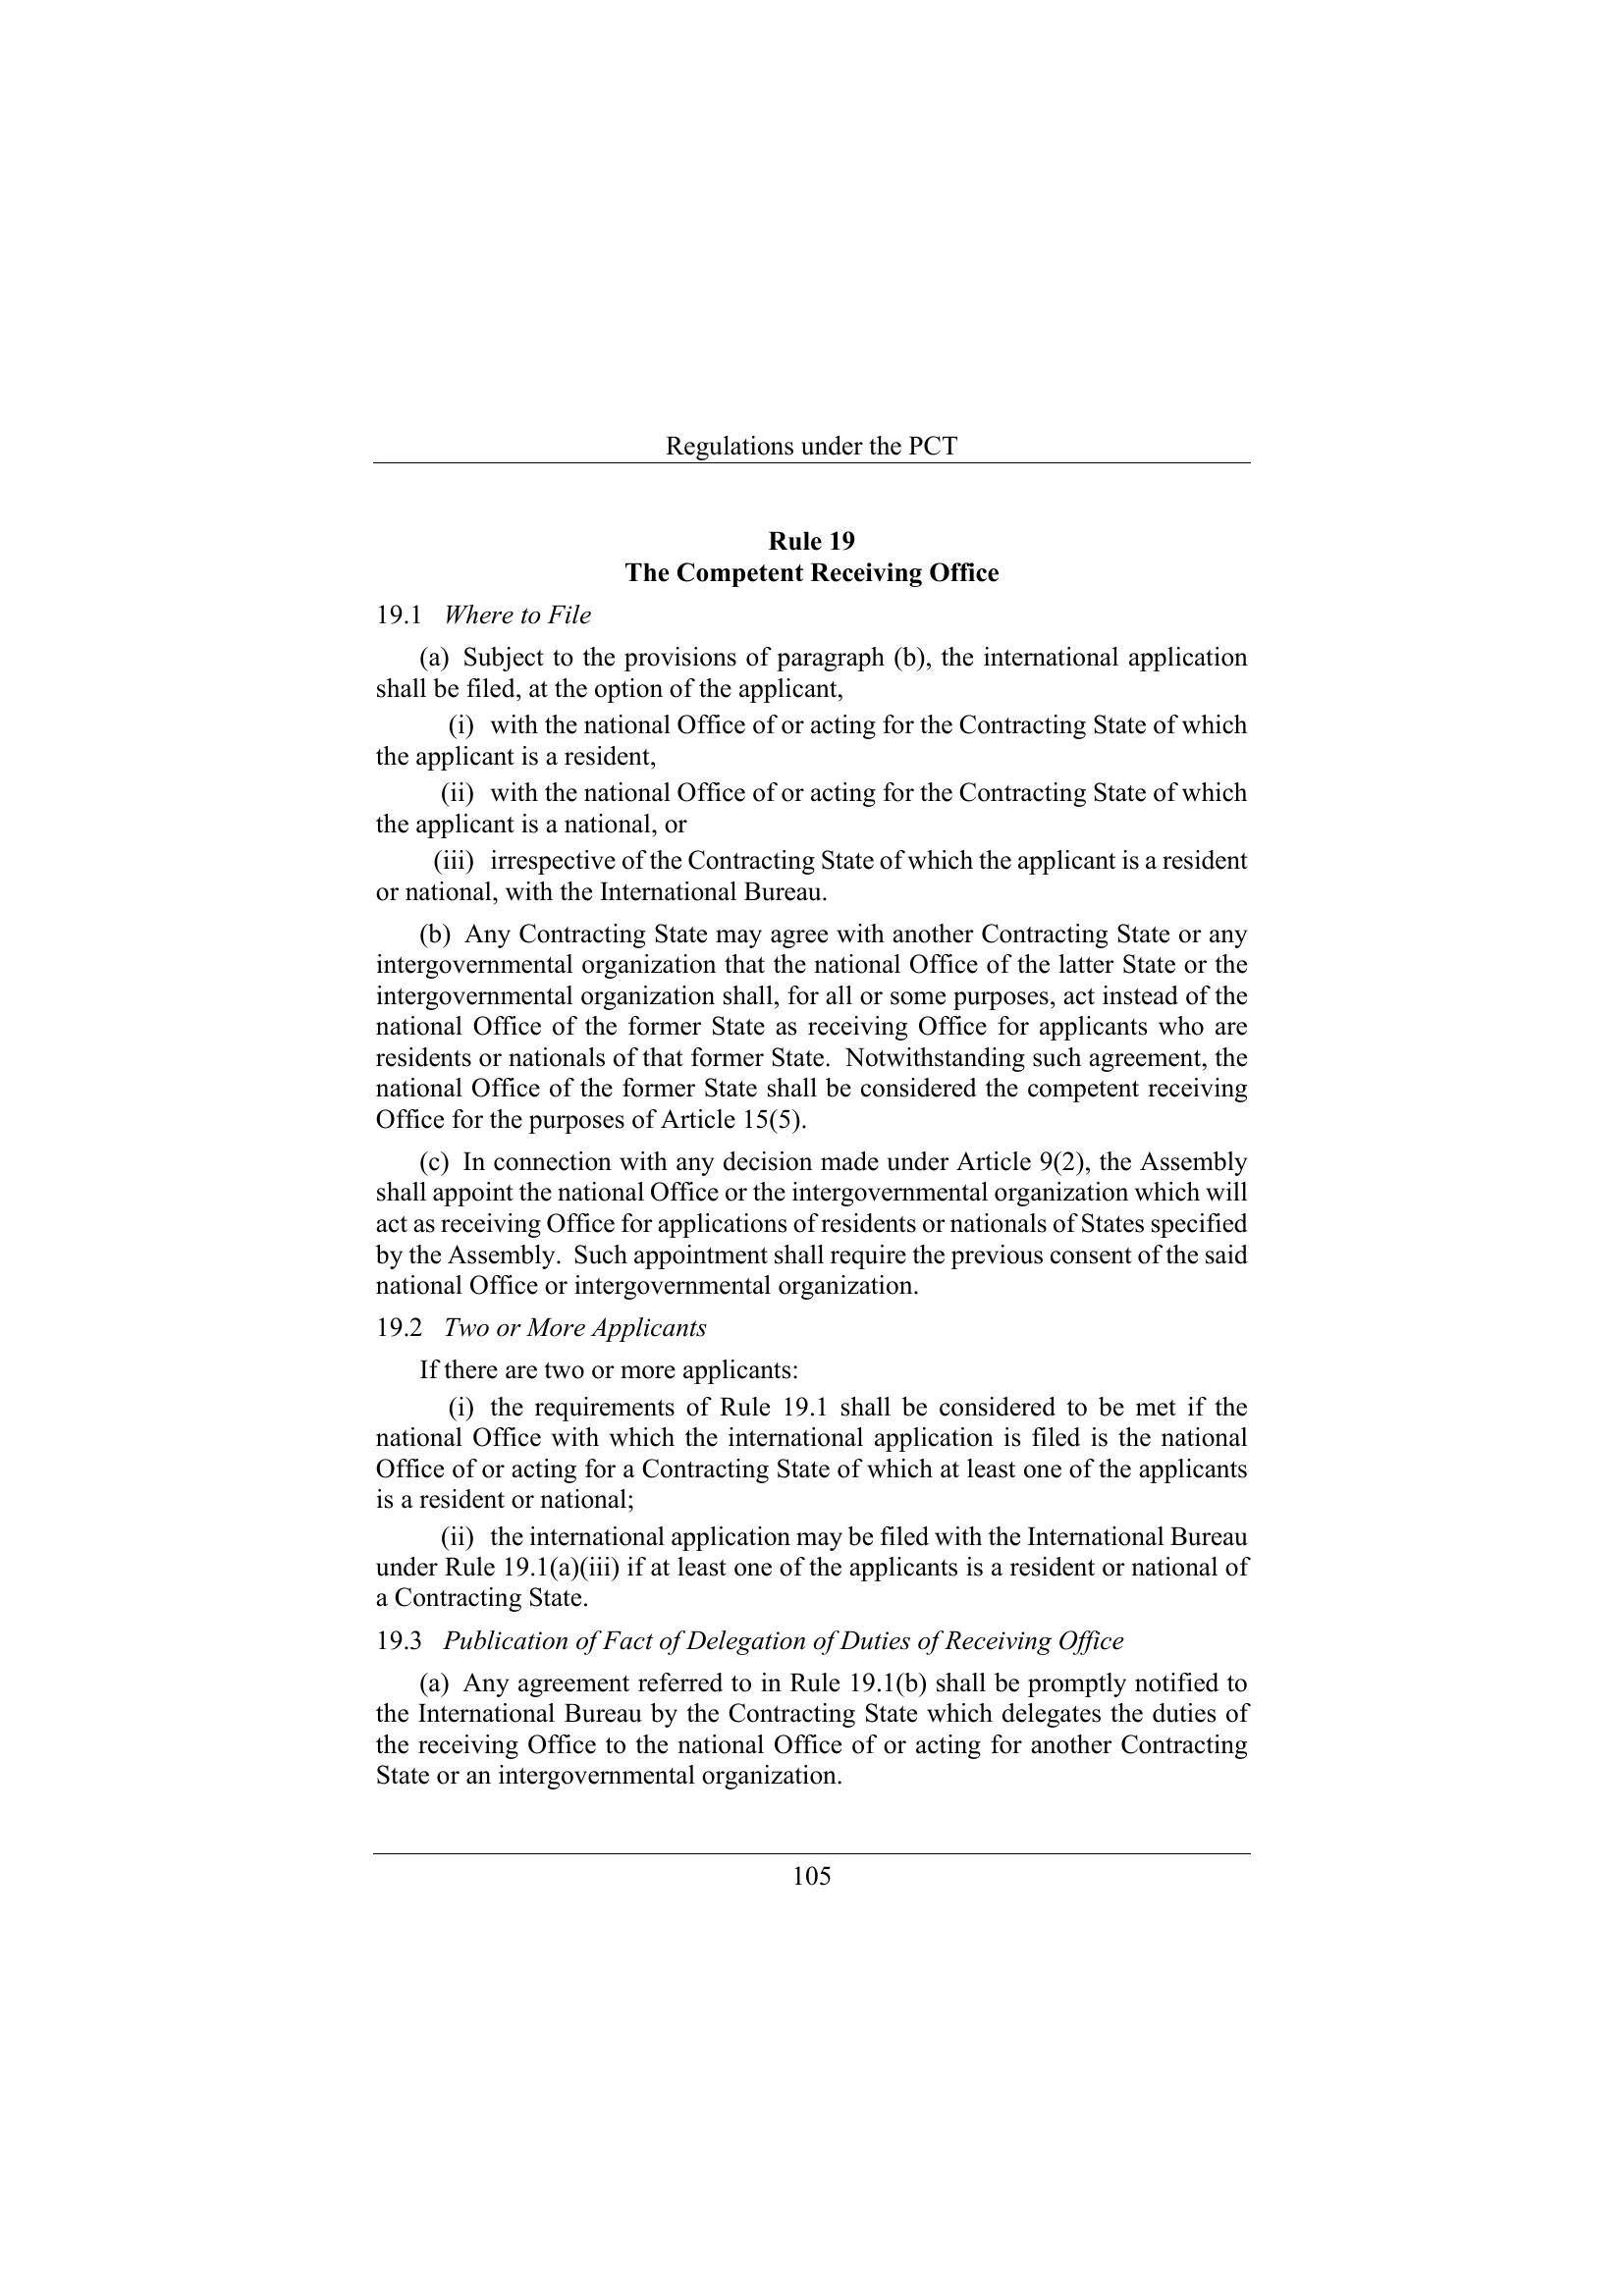 Regulations under the PCT
Rule 19
The Competent Receiving Office
19.1 Where to File
(a) Subject to the provisions of paragraph (b), the international application
shall be filed, at the option of the applicant,
(i) with the national Office of or acting for the Contracting State of which
the applicant is a resident,
(ii) with the national Office of or acting for the Contracting State of which
the applicant is a national, or
(iii) irrespective of the Contracting State of which the applicant is a resident
or national, with the International Bureau.
(b) Any Contracting State may agree with another Contracting State or any
intergovernmental organization that the national Office of the latter State or the
intergovernmental organization shall, for all or some purposes, act instead of the
national Office of the former State as receiving Office for applicants who are
residents or nationals of that former State. Notwithstanding such agreement, the
national Office of the former State shall be considered the competent receiving
Office for the purposes of Article 15(5).
(c) In connection with any decision made under Article 9(2), the Assembly
shall appoint the national Office or the intergovernmental organization which will
act as receiving Office for applications of residents or nationals of States specified
by the Assembly. Such appointment shall require the previous consent of the said
national Office or intergovernmental organization.
19.2 Two or More Applicants
If there are two or more applicants:
(i) the requirements of Rule 19.1 shall be considered to be met if the
national Office with which the international application is filed is the national
Office of or acting for a Contracting State of which at least one of the applicants
is a resident or national;
(ii) the international application may be filed with the International Bureau
under Rule 19.1(a)(iii) if at least one of the applicants is a resident or national of
a Contracting State.
19.3 Publication of Fact of Delegation of Duties of Receiving Office
(a) Any agreement referred to in Rule 19.1(b) shall be promptly notified to
the International Bureau by the Contracting State which delegates the duties of
the receiving Office to the national Office of or acting for another Contracting
State or an intergovernmental organization.
105